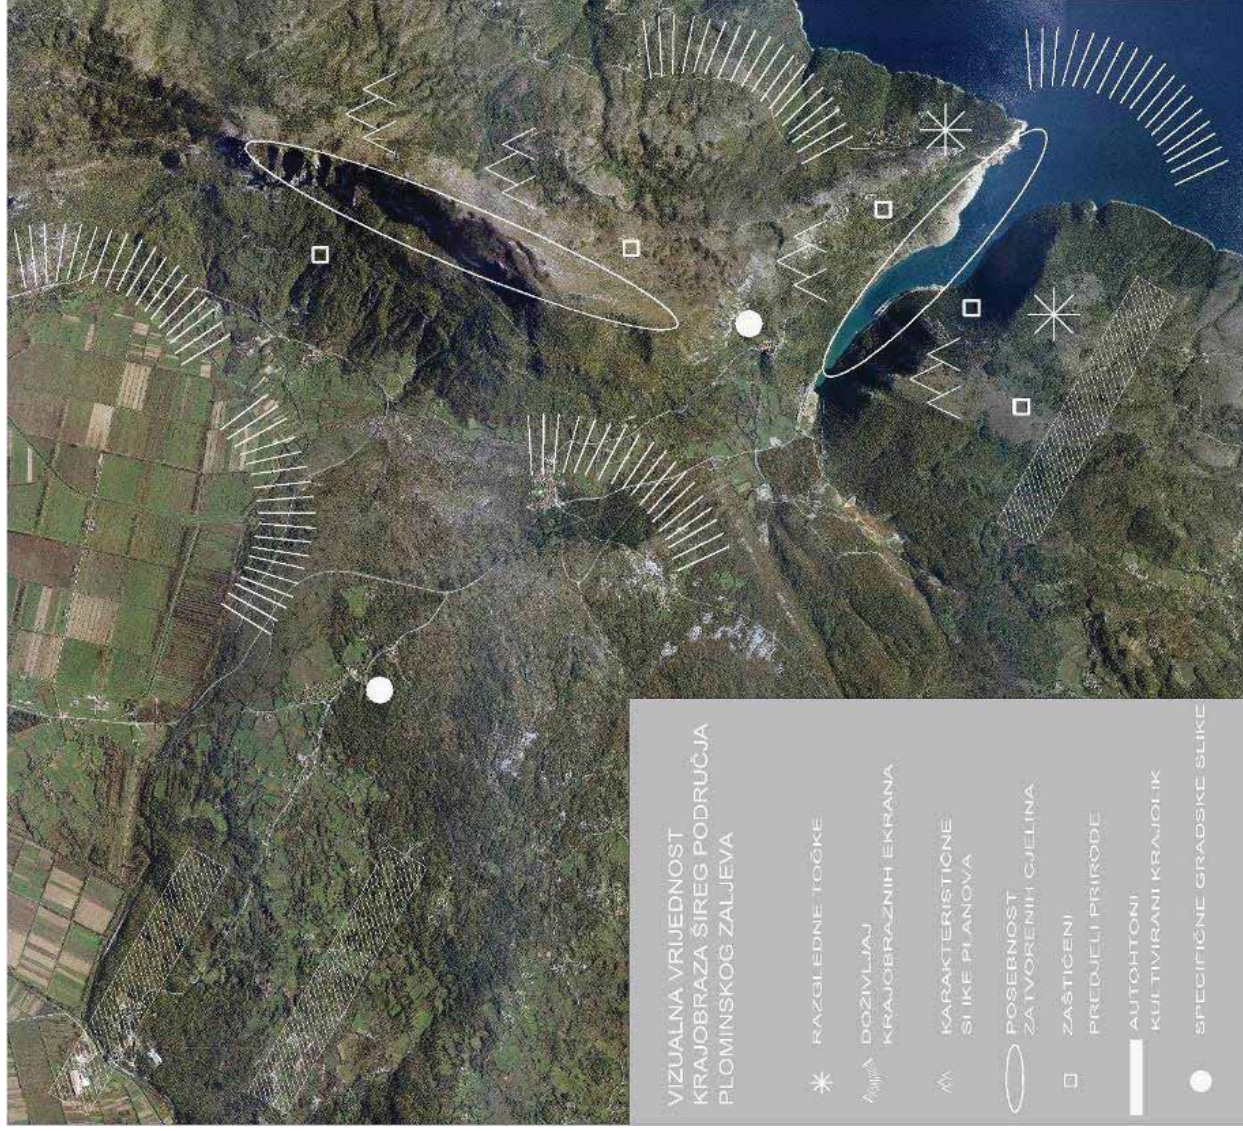 VIZUALNA VRIJEDNOST
KRAJOBRAZA ŠIREG PODRUČJA
PLOMINSKOG ZALJEVA
RAZGLEDNE TOČKE
DOŽIVLJAJ
KRAJOBRAZNIH EKRANA
KARAKTERISTIČNE
SLIKE PLANOVA
POSEBNOST
ZATVORENIH CJELINA
ZAŠTIĆENI
PREDJELI PRIRODE
AUTOHTONI
KULTIVIRANI KRAJOLIK
SPECIFIČNE GRADSKE SLIKE